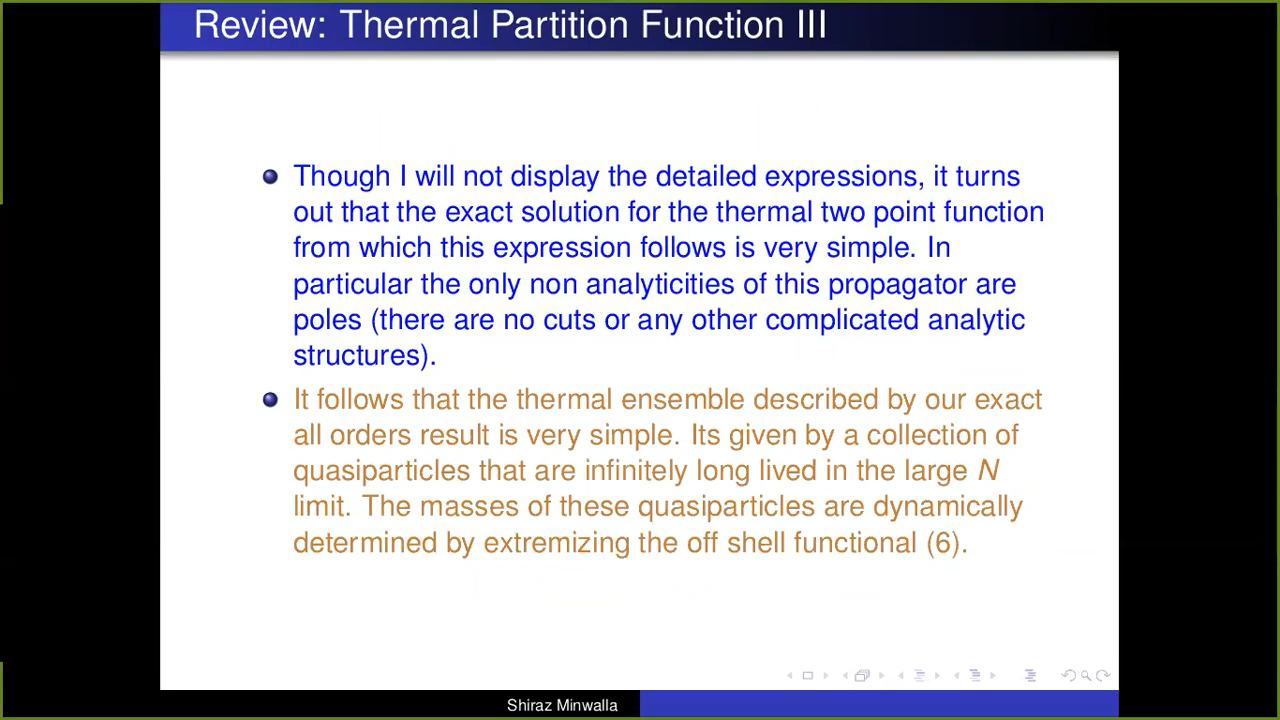 Review: Thermal Partition Function III
Though I will not display the detailed expressions, it turns
out that the exact solution for the thermal two point function
from which this expression follows is very simple. In
particular the only non analyticities of this propagator are
poles (there are no cuts or any other complicated analytic
structures).
It follows that the thermal ensemble described by our exact
all orders result is very simple. Its given by a collection of
quasiparticles that are infinitely long lived in the large N
limit. The masses of these quasiparticles are dynamically
determined by extremizing the off shell functional (6).
Shiraz Minwalla